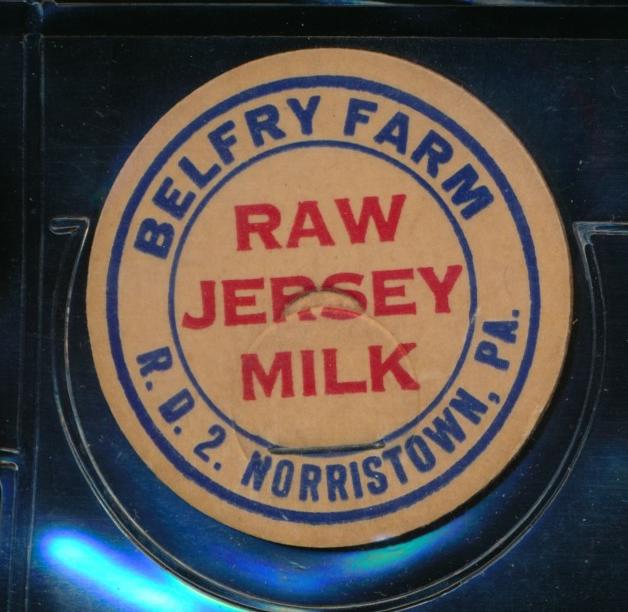 BELFRY FARM
RAW
JERSEY
MILK
R. D. 2. NORRISTOWN, PA.